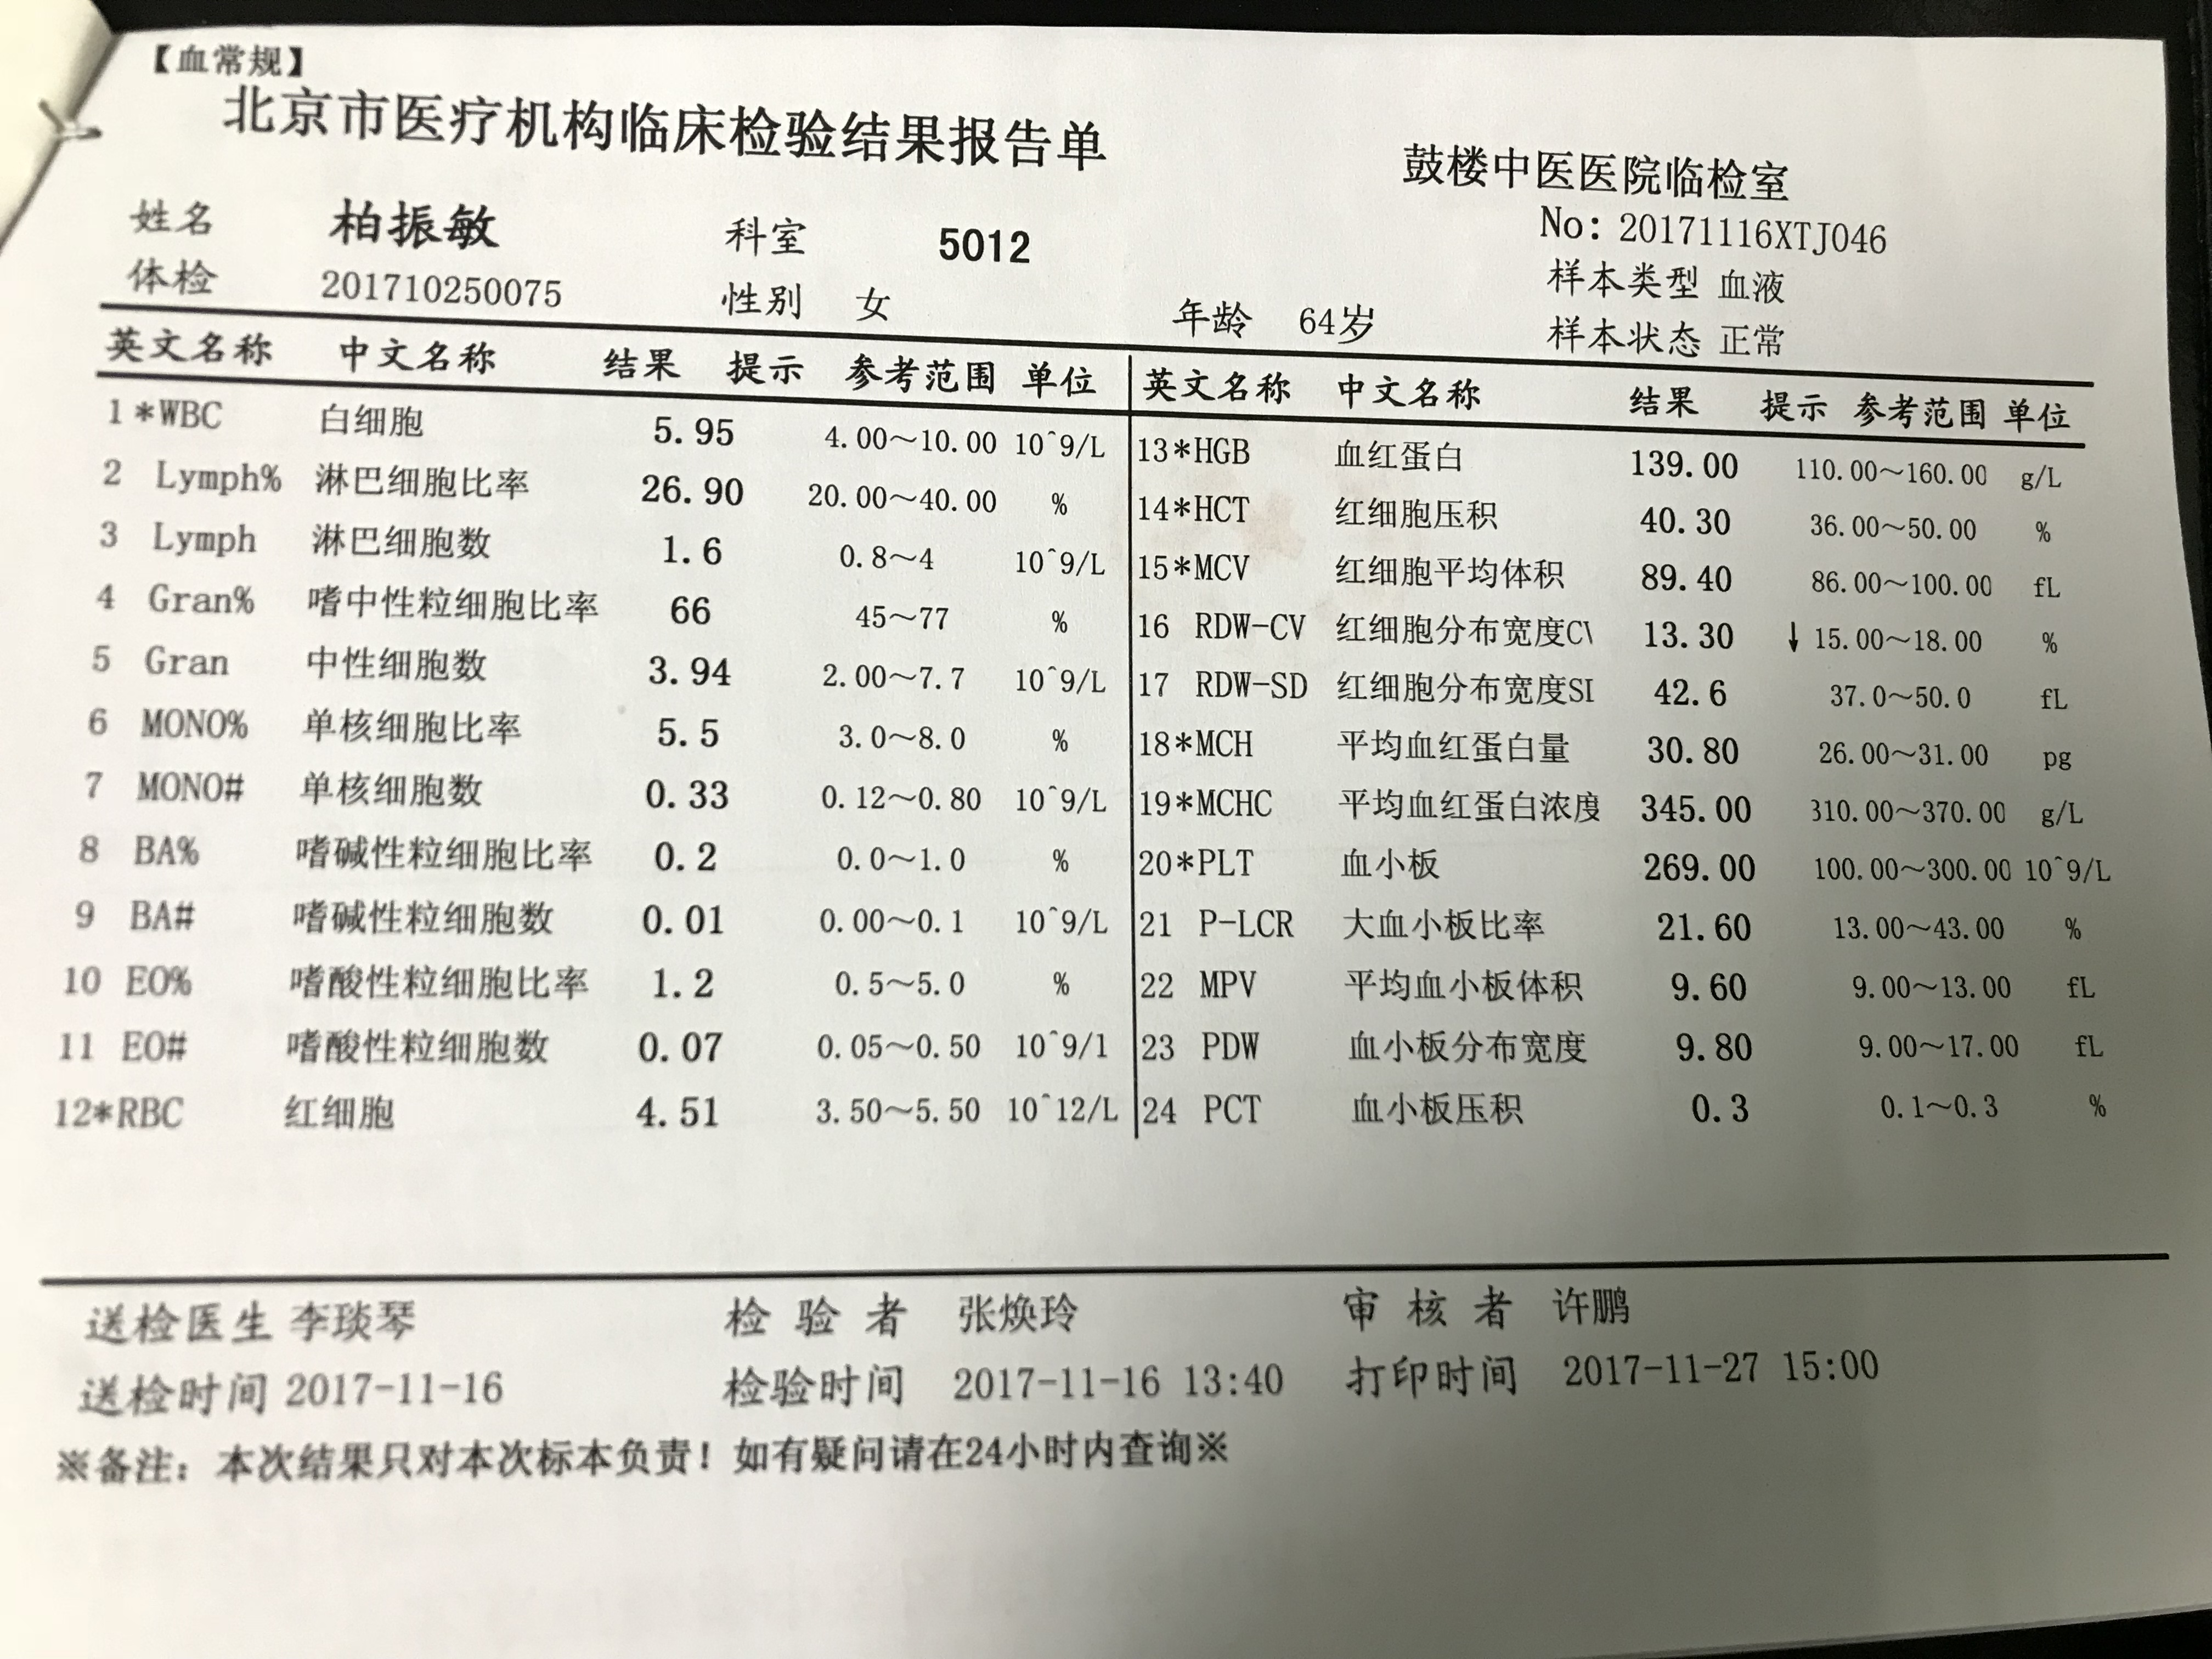 【血常规】
北京市医疗机构临床检验结果报告单
鼓楼中医医院临检室
姓名 柏振敏 科室 5012 No: 20171116XTJ046
体检 201710250075 性别 女 年龄 64岁 样本类型 血液
样本状态 正常
英文名称 中文名称 结果 提示 参考范围 单位 英文名称 中文名称 结果 提示 参考范围 单位
1 *WBC 白细胞 5.95 4.00～10.00 10^9/L 13*HGB 血红蛋白 139.00 110.00～160.00 g/L
2 Lymph% 淋巴细胞比率 26.90 20.00～40.00 % 14*HCT 红细胞压积 40.30 36.00～50.00 %
3 Lymph 淋巴细胞数 1.6 0.8～4 10^9/L 15*MCV 红细胞平均体积 89.40 86.00～100.00 fL
4 Gran% 嗜中性粒细胞比率 66 45～77 % 16 RDW-CV 红细胞分布宽度CV 13.30 ↓ 15.00～18.00 %
5 Gran 中性细胞数 3.94 2.00～7.7 10^9/L 17 RDW-SD 红细胞分布宽度SD 42.6 37.0～50.0 fL
6 MONO% 单核细胞比率 5.5 3.0～8.0 % 18*MCH 平均血红蛋白量 30.80 26.00～31.00 pg
7 MONO# 单核细胞数 0.33 0.12～0.80 10^9/L 19*MCHC 平均血红蛋白浓度 345.00 310.00～370.00 g/L
8 BA% 嗜碱性粒细胞比率 0.2 0.0～1.0 % 20*PLT 血小板 269.00 100.00～300.00 10^9/L
9 BA# 嗜碱性粒细胞数 0.01 0.00～0.1 10^9/L 21 P-LCR 大血小板比率 21.60 13.00～43.00 %
10 EO% 嗜酸性粒细胞比率 1.2 0.5～5.0 % 22 MPV 平均血小板体积 9.60 9.00～13.00 fL
11 EO# 嗜酸性粒细胞数 0.07 0.05～0.50 10^9/l 23 PDW 血小板分布宽度 9.80 9.00～17.00 fL
12*RBC 红细胞 4.51 3.50～5.50 10^12/L 24 PCT 血小板压积 0.3 0.1～0.3 %
送检医生 李琰琴 检验者 张焕玲 审核者 许鹏
送检时间 2017-11-16 检验时间 2017-11-16 13:40 打印时间 2017-11-27 15:00
※备注：本次结果只对本次标本负责！如有疑问请在24小时内查询※